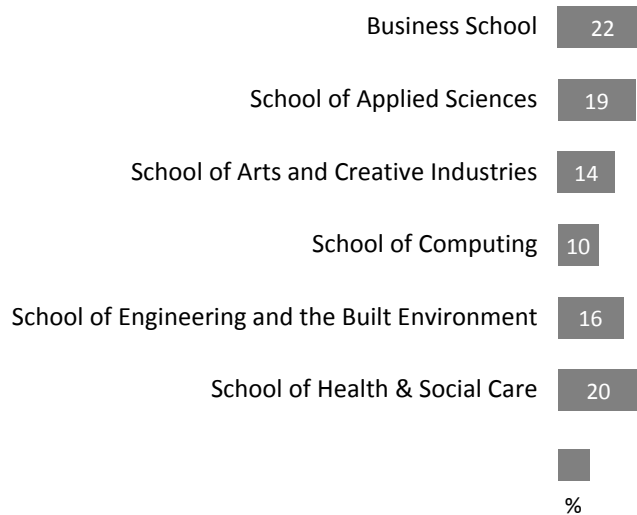 Business School 22
School of Applied Sciences 19
School of Arts and Creative Industries 14
School of Computing 10
School of Engineering and the Built Environment 16
School of Health & Social Care 20
%